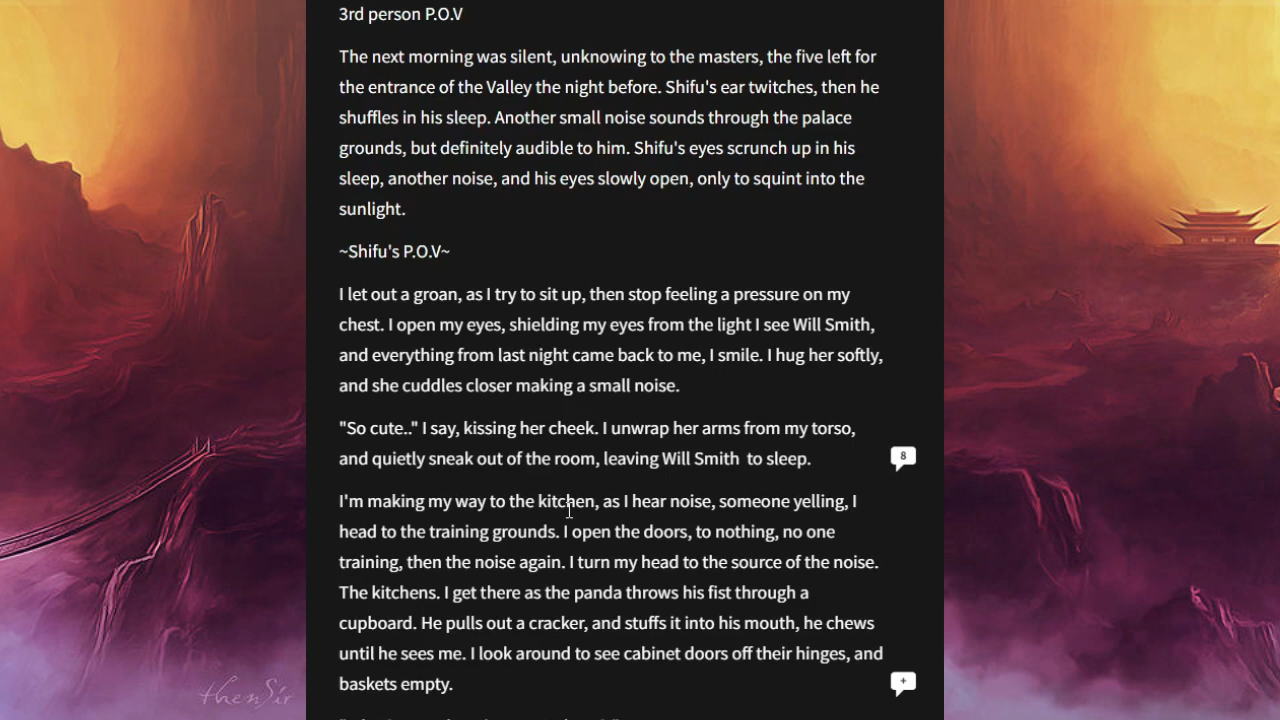 3rd person P.O.V
The next morning was silent, unknowing to the masters, the five left for
the entrance of the Valley the night before. Shifu's ear twitches, then he
shuffles in his sleep. Another small noise sounds through the palace
grounds, but definitely audible to him. Shifu's eyes scrunch up in his
sleep, another noise, and his eyes slowly open, only to squint into the
sunlight.
~Shifu's P.O.V~
I let out a groan, as I try to sit up, then stop feeling a pressure on my
chest. I open my eyes, shielding my eyes from the light I see Will Smith,
and everything from last night came back to me, I smile. I hug her softly,
and she cuddles closer making a small noise.
"So cute.." I say, kissing her cheek. I unwrap her arms from my torso,
and quietly sneak out of the room, leaving Will Smith  to sleep.
8
I'm making my way to the kitchen, as I hear noise, someone yelling, I
head to the training grounds. I open the doors, to nothing, no one
training, then the noise again. I turn my head to the source of the noise.
The kitchens. I get there as the panda throws his fist through a
cupboard. He pulls out a cracker, and stuffs it into his mouth, he chews
until he sees me. I look around to see cabinet doors off their hinges, and
baskets empty.
+